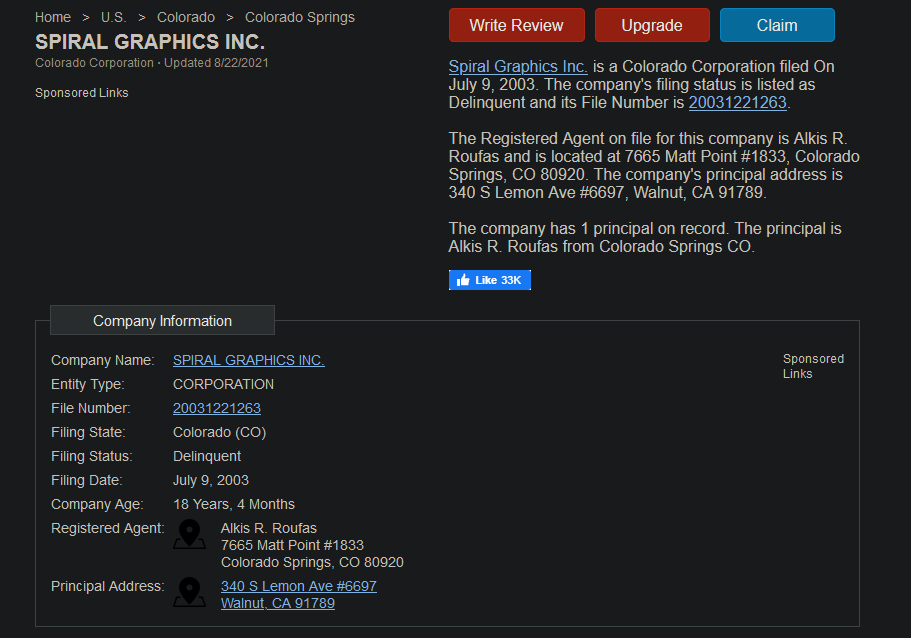 Home > U.S. > Colorado > Colorado Springs
SPIRAL GRAPHICS INC.
Colorado Corporation · Updated 8/22/2021
Sponsored Links
Write Review
Upgrade
Claim
Spiral Graphics Inc. is a Colorado Corporation filed On
July 9, 2003. The company's filing status is listed as
Delinquent and its File Number is 20031221263.
The Registered Agent on file for this company is Alkis R.
Roufas and is located at 7665 Matt Point #1833, Colorado
Springs, CO 80920. The company's principal address is
340 S Lemon Ave #6697, Walnut, CA 91789.
The company has 1 principal on record. The principal is
Alkis R. Roufas from Colorado Springs CO.
Like 33K
Company Information
Company Name: SPIRAL GRAPHICS INC.
Entity Type: CORPORATION
File Number: 20031221263
Filing State: Colorado (CO)
Filing Status: Delinquent
Filing Date: July 9, 2003
Company Age: 18 Years, 4 Months
Registered Agent: Alkis R. Roufas
7665 Matt Point #1833
Colorado Springs, CO 80920
Principal Address: 340 S Lemon Ave #6697
Walnut, CA 91789
Sponsored
Links